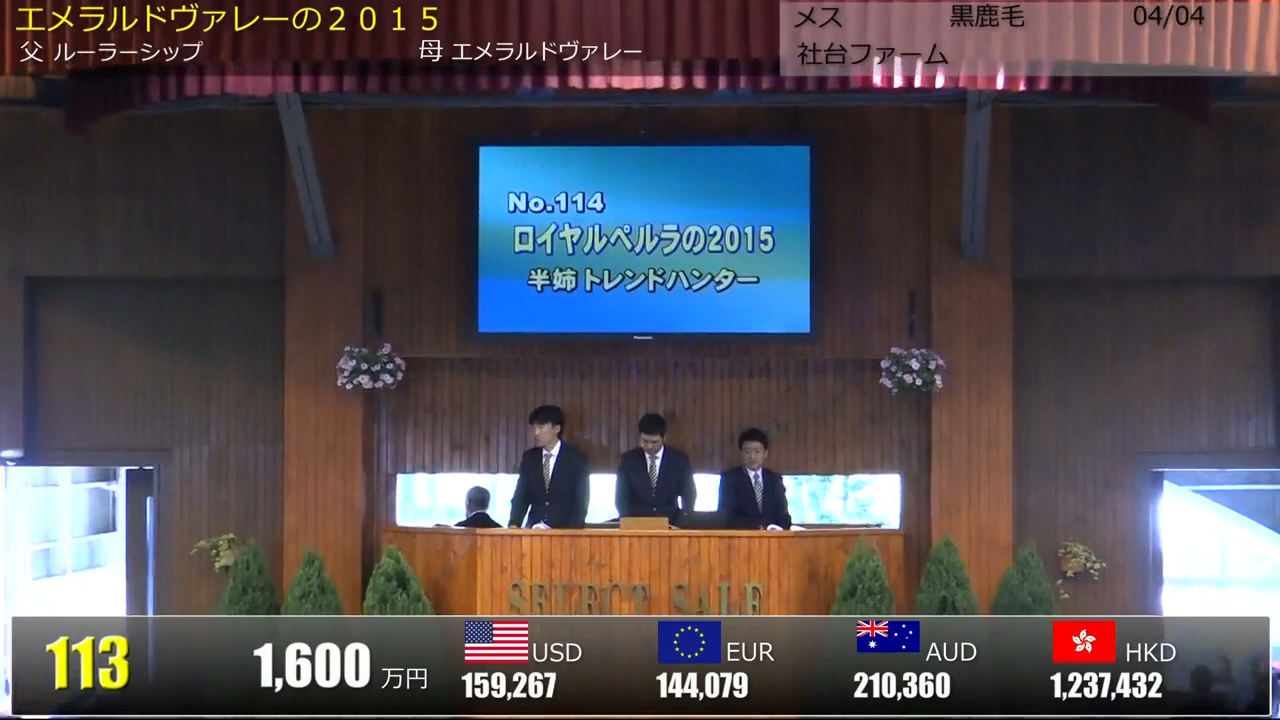 エメラルドヴァレーの２０１５
父 ルーラーシップ 母 エメラルドヴァレー
メス 黒鹿毛 04/04
社台ファーム
No.114
ロイヤルペルラの2015
半姉 トレンドハンター
Panasonic
SELECT SALE
113 1,600 万円
USD 159,267
EUR 144,079
AUD 210,360
HKD 1,237,432